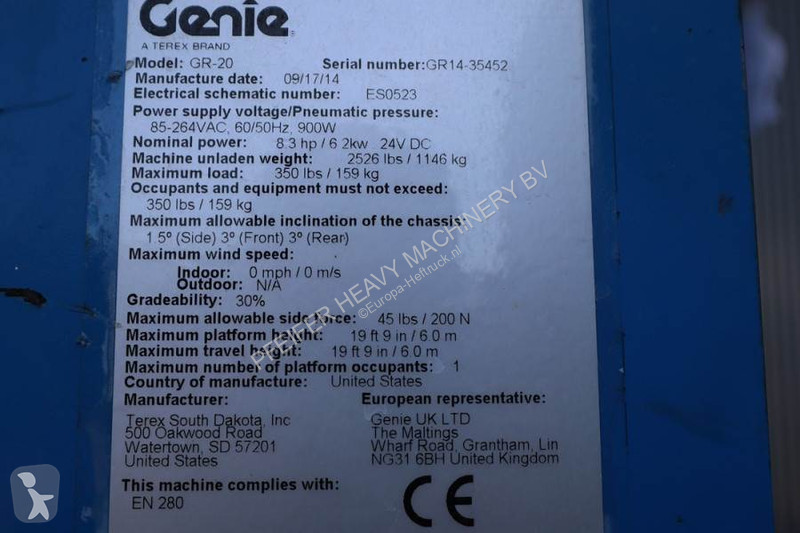 Genie
A TEREX BRAND
Model: GR-20 Serial number:GR14-35452
Manufacture date: 09/17/14
Electrical schematic number: ES0523
Power supply voltage/Pneumatic pressure:
85-264VAC, 60/50Hz, 900W
Nominal power: 8.3 hp / 6.2kw 24V DC
Machine unladen weight: 2526 lbs / 1146 kg
Maximum load: 350 lbs / 159 kg
Occupants and equipment must not exceed:
350 lbs / 159 kg
Maximum allowable inclination of the chassis:
1.5º (Side) 3º (Front) 3º (Rear)
Maximum wind speed:
Indoor: 0 mph / 0 m/s
Outdoor: N/A
Gradeability: 30%
Maximum allowable side force: 45 lbs / 200 N
Maximum platform height: 19 ft 9 in / 6.0 m
Maximum travel height: 19 ft 9 in / 6.0 m
Maximum number of platform occupants: 1
Country of manufacture: United States
Manufacturer: European representative:
Terex South Dakota, Inc Genie UK LTD
500 Oakwood Road The Maltings
Watertown, SD 57201 Wharf Road, Grantham, Lin
United States NG31 6BH United Kingdom
This machine complies with:
EN 280
CE
PFEIFER HEAVY MACHINERY BV
©Europa-Heftruck.nl